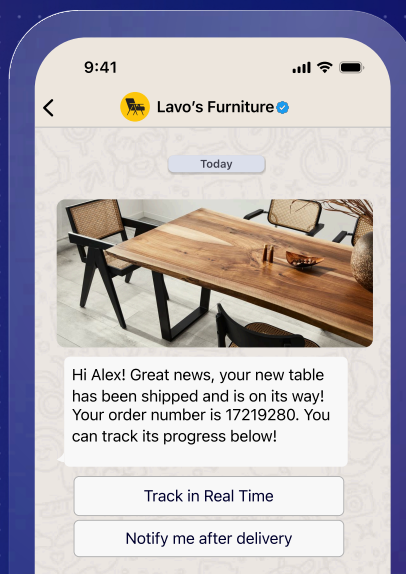 9:41
Lavo's Furniture
Today
Hi Alex! Great news, your new table
has been shipped and is on its way!
Your order number is 17219280. You
can track its progress below!
Track in Real Time
Notify me after delivery